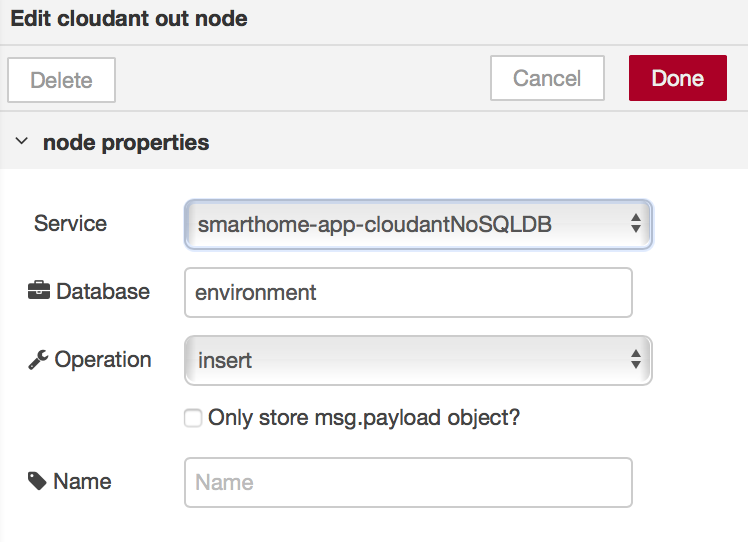 Edit cloudant out node
Delete
Cancel
Done
node properties
Service
smarthome-app-cloudantNoSQLDB
Database
environment
Operation
insert
Only store msg.payload object?
Name
Name